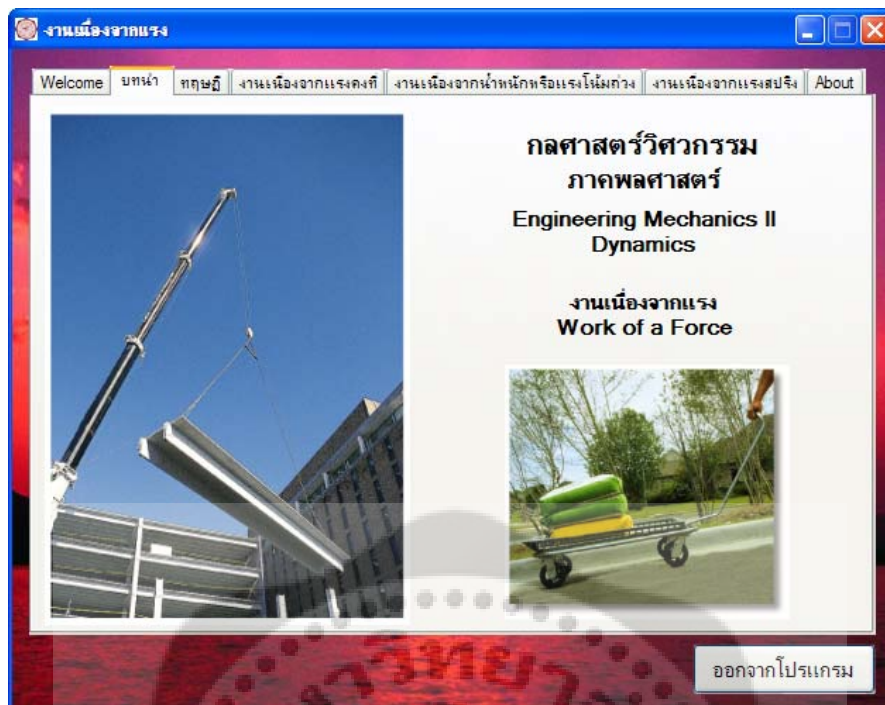 งานเนื่องจากแรง
Welcome บทนำ ทฤษฎี งานเนื่องจากแรงคงที่ งานเนื่องจากน้ำหนักหรือแรงโน้มถ่วง งานเนื่องจากแรงสปริง About
กลศาสตร์วิศวกรรม
ภาคพลศาสตร์
Engineering Mechanics II
Dynamics
งานเนื่องจากแรง
Work of a Force
ออกจากโปรแกรม